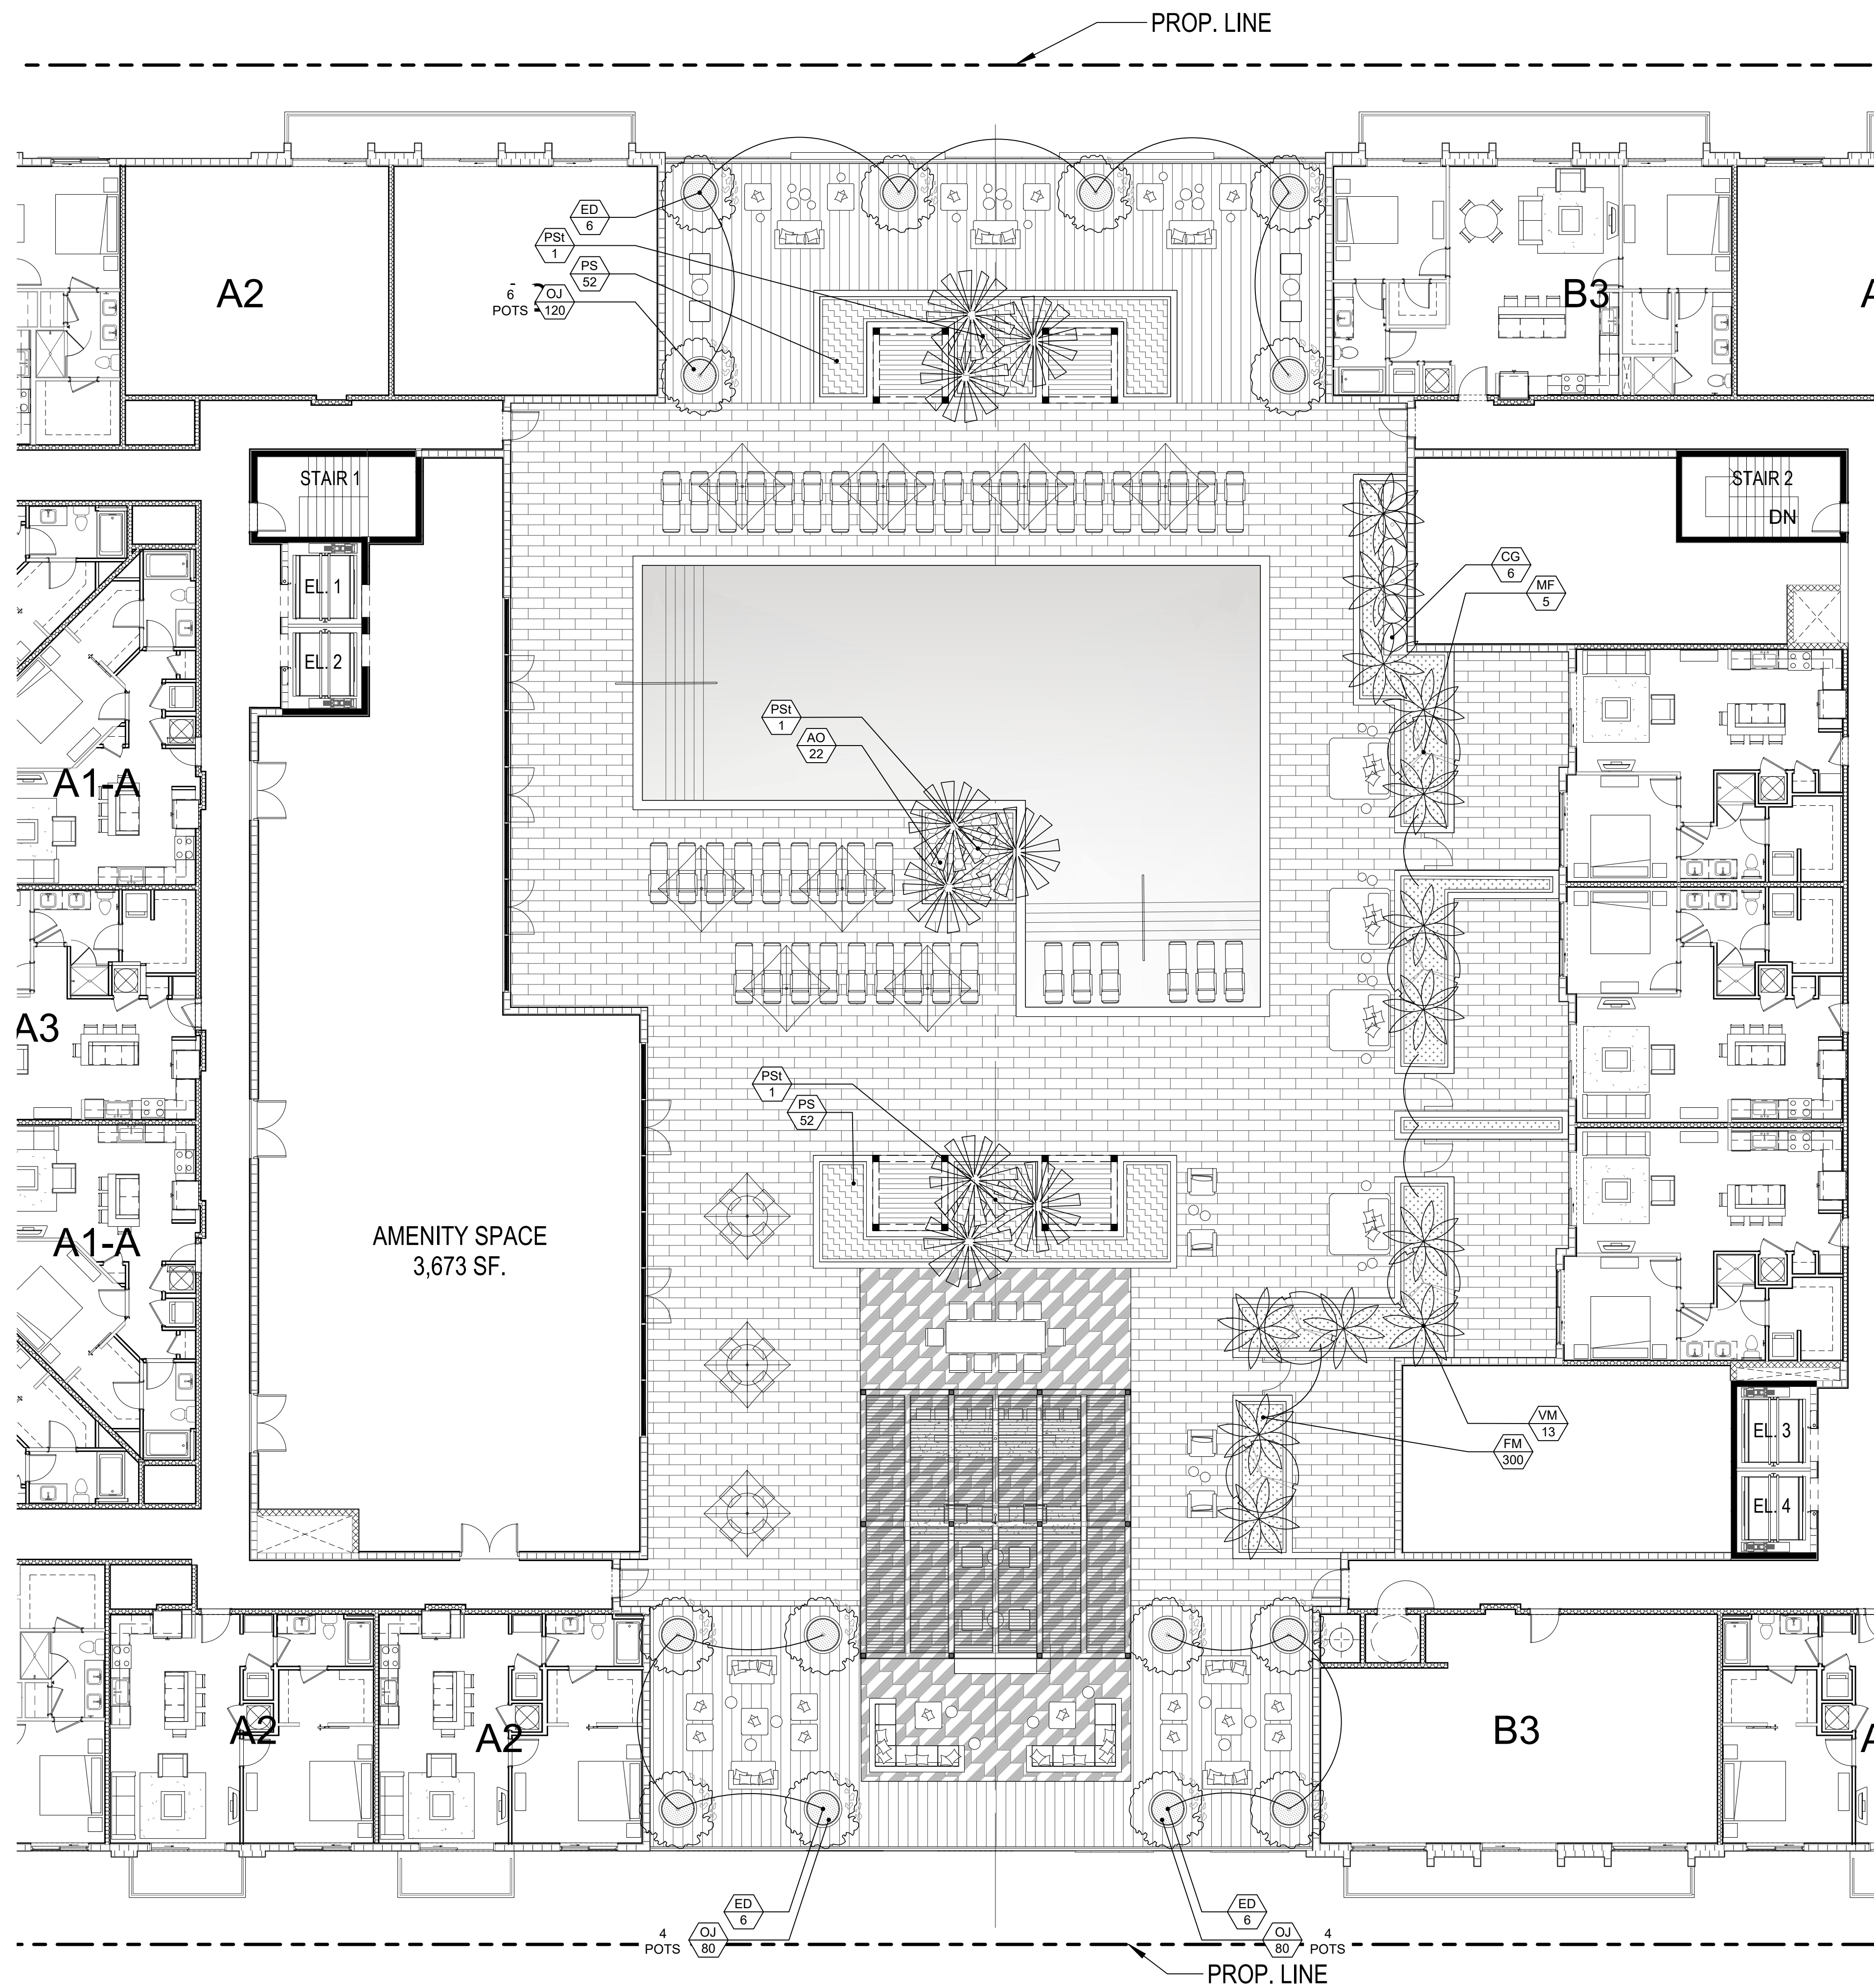 PROP. LINE
ED
6
PSt
1
PS
52
-
6
POTS
OJ
120
A2
B3
A
STAIR 1
STAIR 2
DN
EL. 1
EL. 2
CG
6
MF
5
PSt
1
AO
22
A1-A
A3
PSt
1
PS
52
AMENITY SPACE
3,673 SF.
A1-A
VM
13
FM
300
EL. 3
EL. 4
A2
A2
B3
A
ED
6
4
POTS
OJ
80
ED
6
OJ
80
4
POTS
PROP. LINE